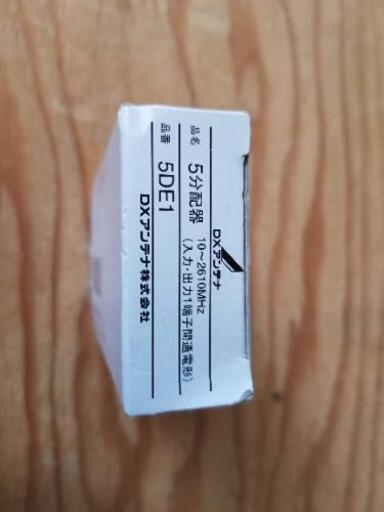 DXアンテナ
品名 5分配器
10～2610MHz
(入力・出力1端子間通電形)
品番 5DE1
DXアンテナ株式会社